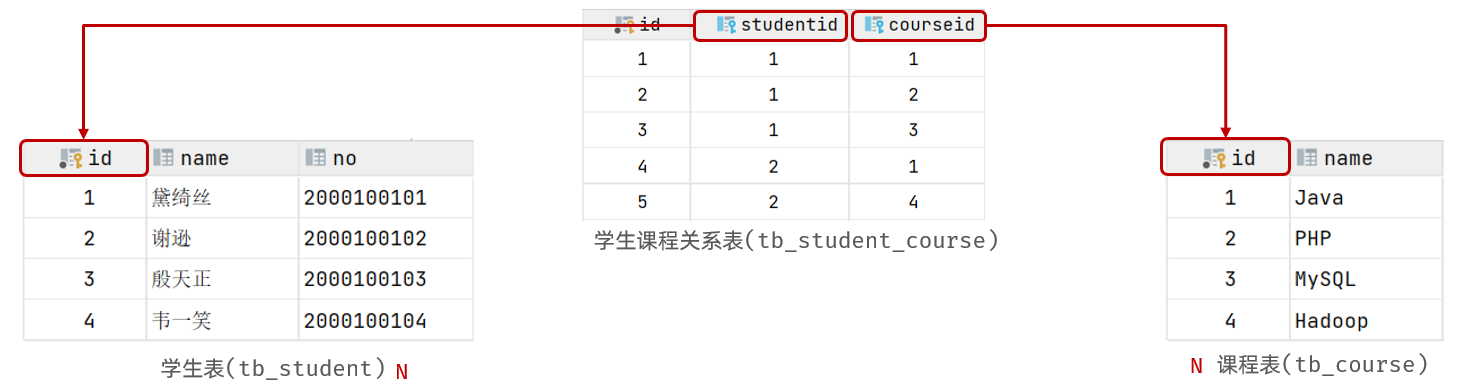 id studentid courseid
1 1 1
2 1 2
3 1 3
4 2 1
5 2 4
学生课程关系表(tb_student_course)
id name no
1 黛绮丝 2000100101
2 谢逊 2000100102
3 殷天正 2000100103
4 韦一笑 2000100104
学生表(tb_student) N
id name
1 Java
2 PHP
3 MySQL
4 Hadoop
N 课程表(tb_course)